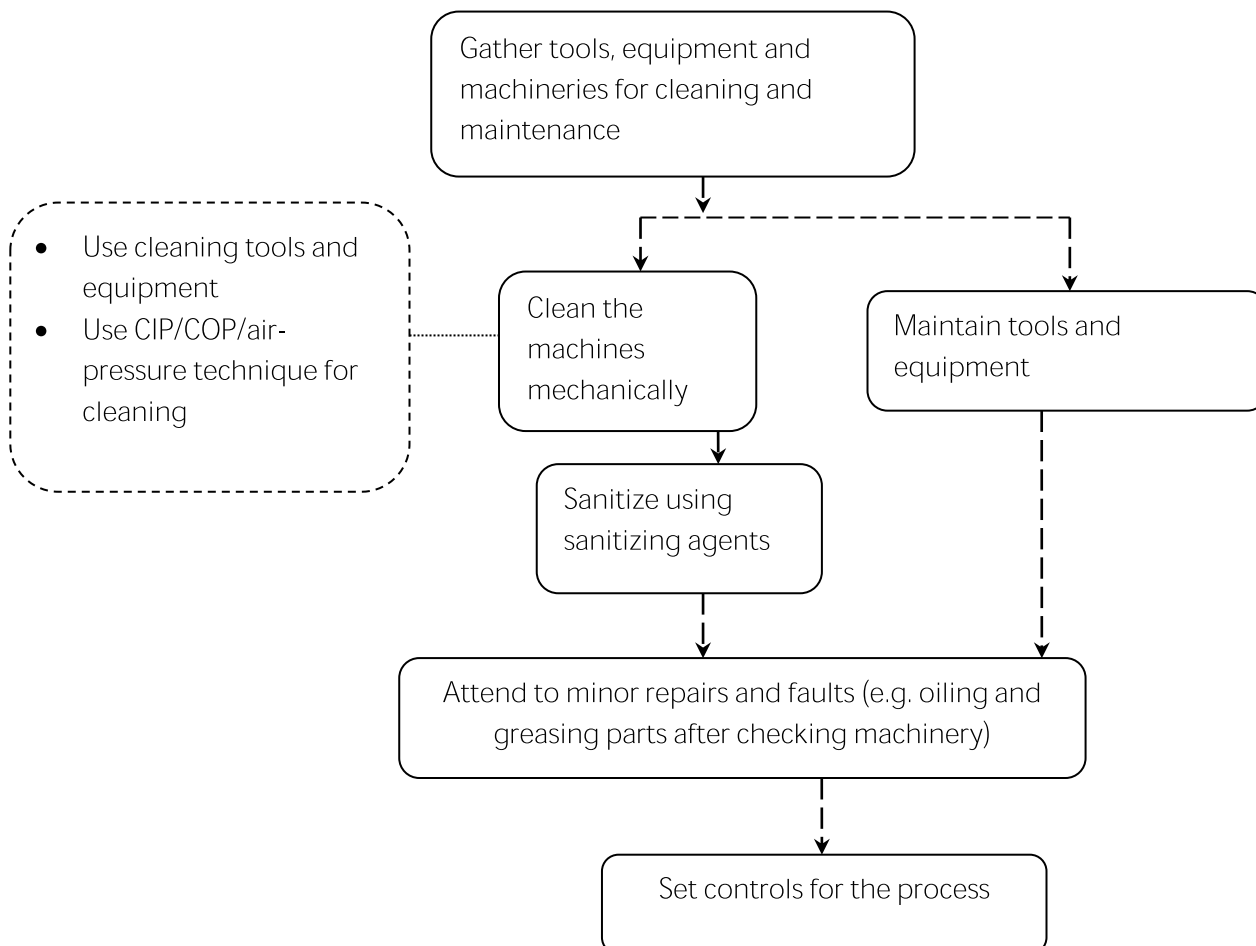 Gather tools, equipment and
machineries for cleaning and
maintenance
• Use cleaning tools and
equipment
• Use CIP/COP/air-
pressure technique for
cleaning
Clean the
machines
mechanically
Maintain tools and
equipment
Sanitize using
sanitizing agents
Attend to minor repairs and faults (e.g. oiling and
greasing parts after checking machinery)
Set controls for the process